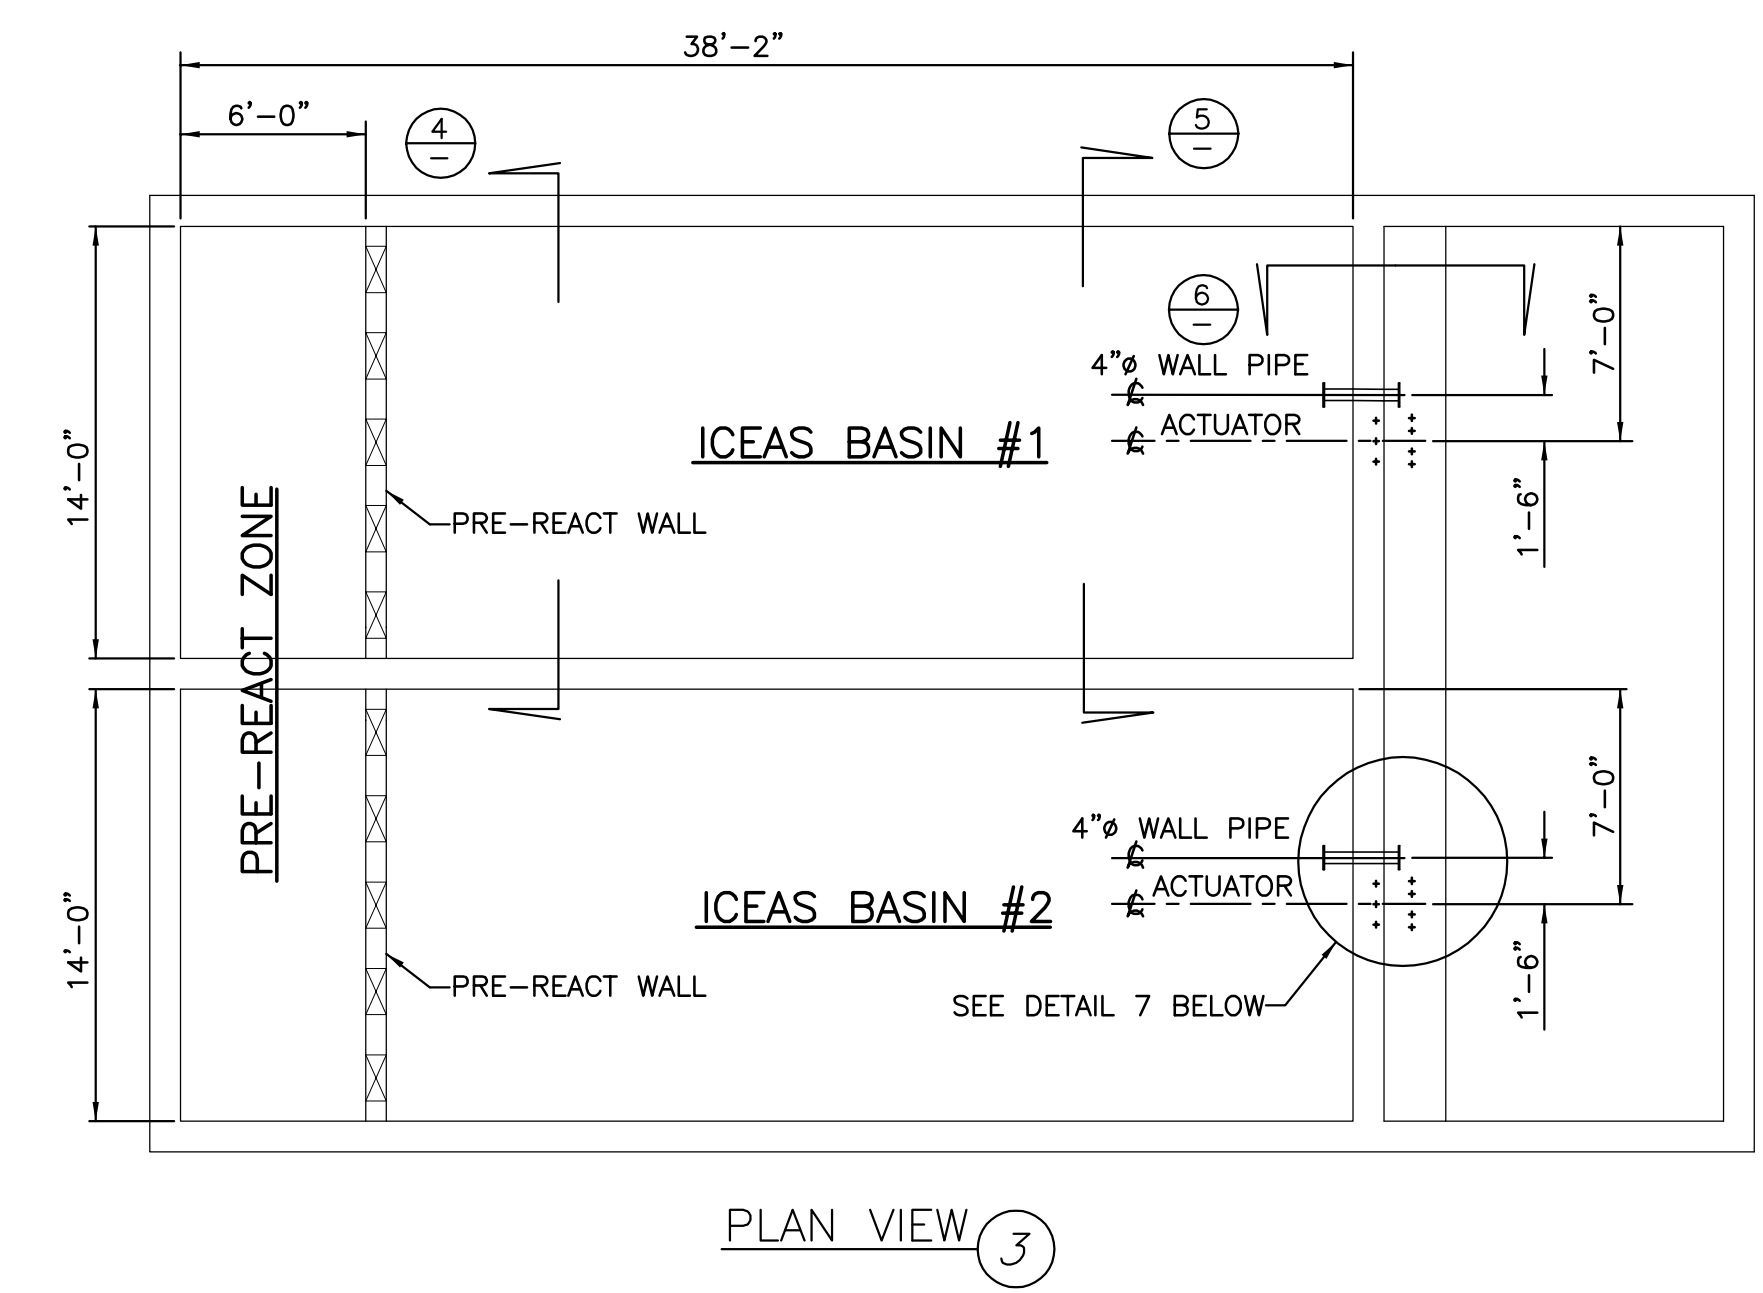 38'-2"
6'-0"
4
-
5
-
6
-
7'-0"
4"ø WALL PIPE
℄
ACTUATOR
℄
14'-0"
ICEAS BASIN #1
1'-6"
PRE-REACT WALL
PRE-REACT ZONE
7'-0"
4"ø WALL PIPE
℄
ACTUATOR
℄
14'-0"
ICEAS BASIN #2
1'-6"
PRE-REACT WALL
SEE DETAIL 7 BELOW
PLAN VIEW 3